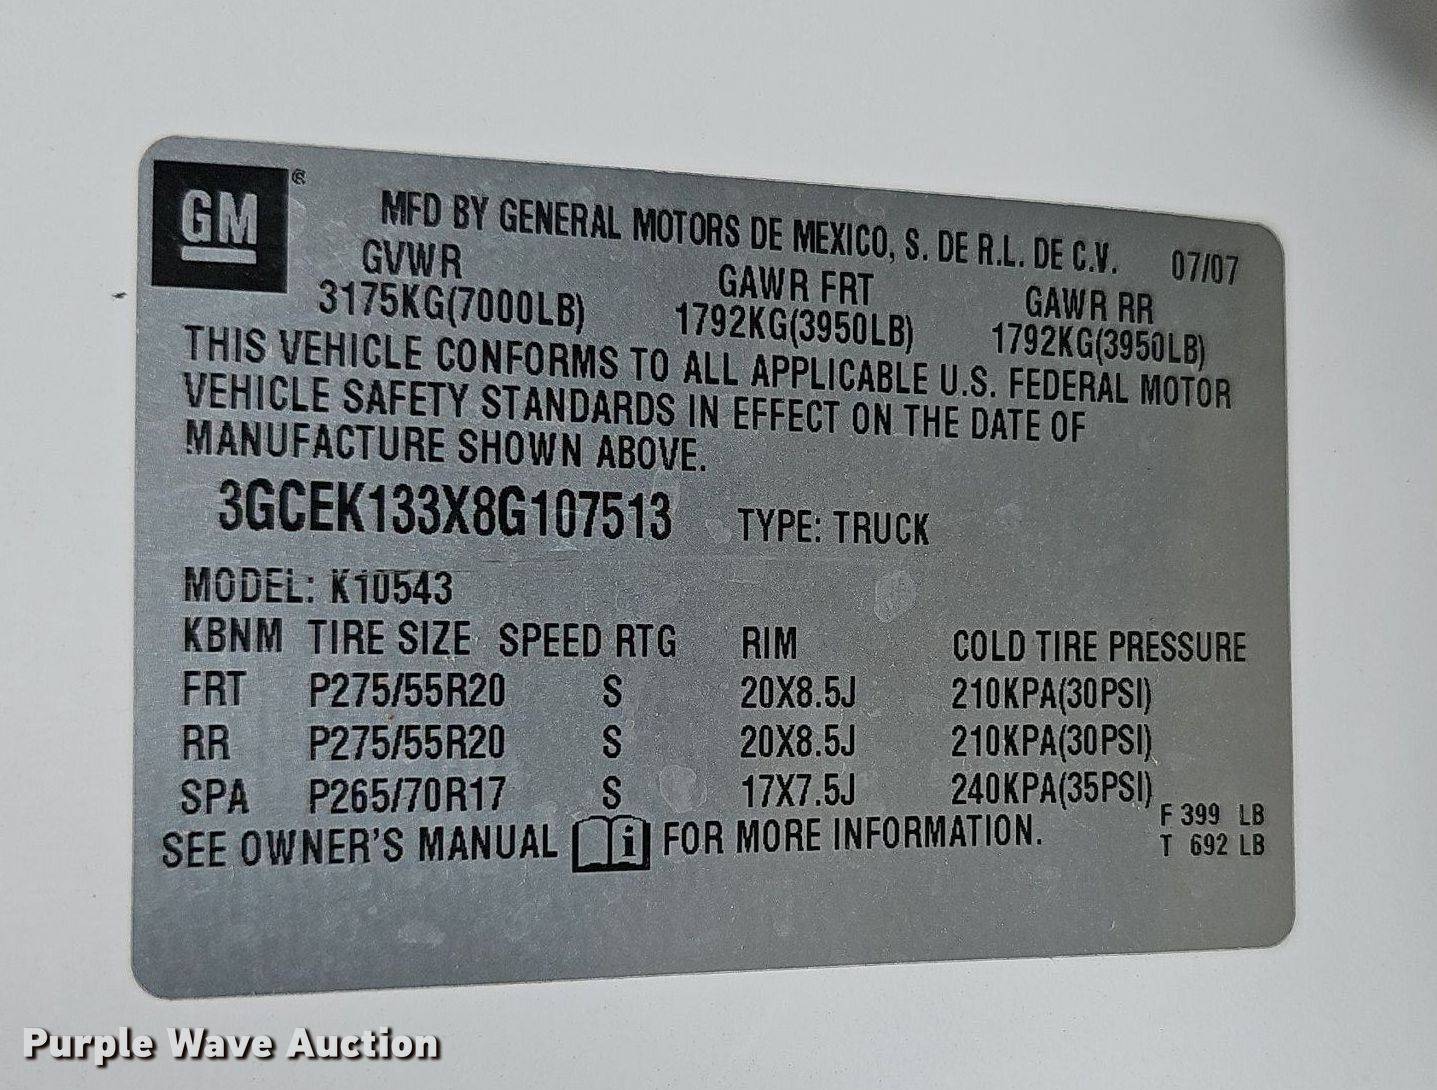 GM ®
MFD BY GENERAL MOTORS DE MEXICO, S. DE R.L. DE C.V. 07/07
GVWR GAWR FRT GAWR RR
3175KG(7000LB) 1792KG(3950LB) 1792KG(3950LB)
THIS VEHICLE CONFORMS TO ALL APPLICABLE U.S. FEDERAL MOTOR
VEHICLE SAFETY STANDARDS IN EFFECT ON THE DATE OF
MANUFACTURE SHOWN ABOVE.
3GCEK133X8G107513 TYPE: TRUCK
MODEL: K10543
KBNM TIRE SIZE SPEED RTG RIM COLD TIRE PRESSURE
FRT P275/55R20 S 20X8.5J 210KPA(30PSI)
RR P275/55R20 S 20X8.5J 210KPA(30PSI)
SPA P265/70R17 S 17X7.5J 240KPA(35PSI)
SEE OWNER'S MANUAL i FOR MORE INFORMATION.
F 399 LB
T 692 LB
Purple Wave Auction